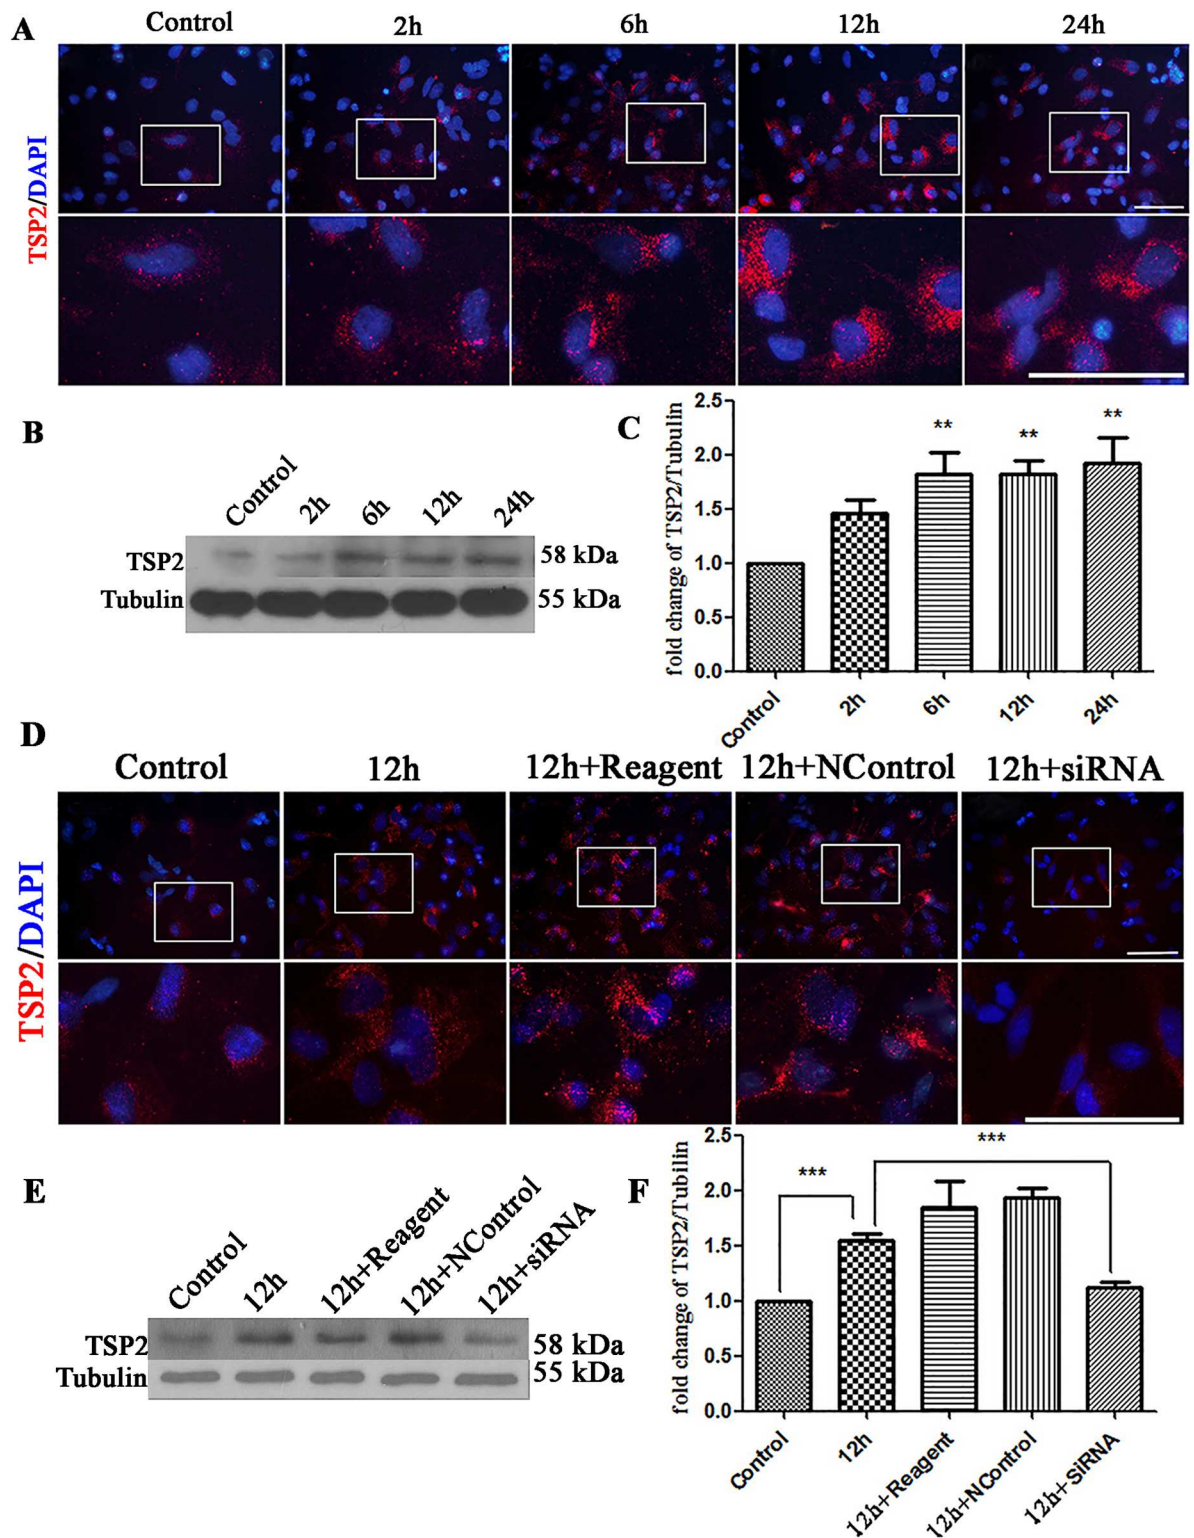 A
Control 2h 6h 12h 24h
TSP2/DAPI
B
Control 2h 6h 12h 24h
TSP2 58 kDa
Tubulin 55 kDa
C
fold change of TSP2/Tubulin
2.5
2.0
1.5
1.0
0.5
0.0
** ** **
Control 2h 6h 12h 24h
D
Control 12h 12h+Reagent 12h+NControl 12h+siRNA
TSP2/DAPI
E
Control 12h 12h+Reagent 12h+NControl 12h+siRNA
TSP2 58 kDa
Tubulin 55 kDa
F
fold change of TSP2/Tubilin
2.5
2.0
1.5
1.0
0.5
0.0
*** ***
Control 12h 12h+Reagent 12h+NControl 12h+SiRNA